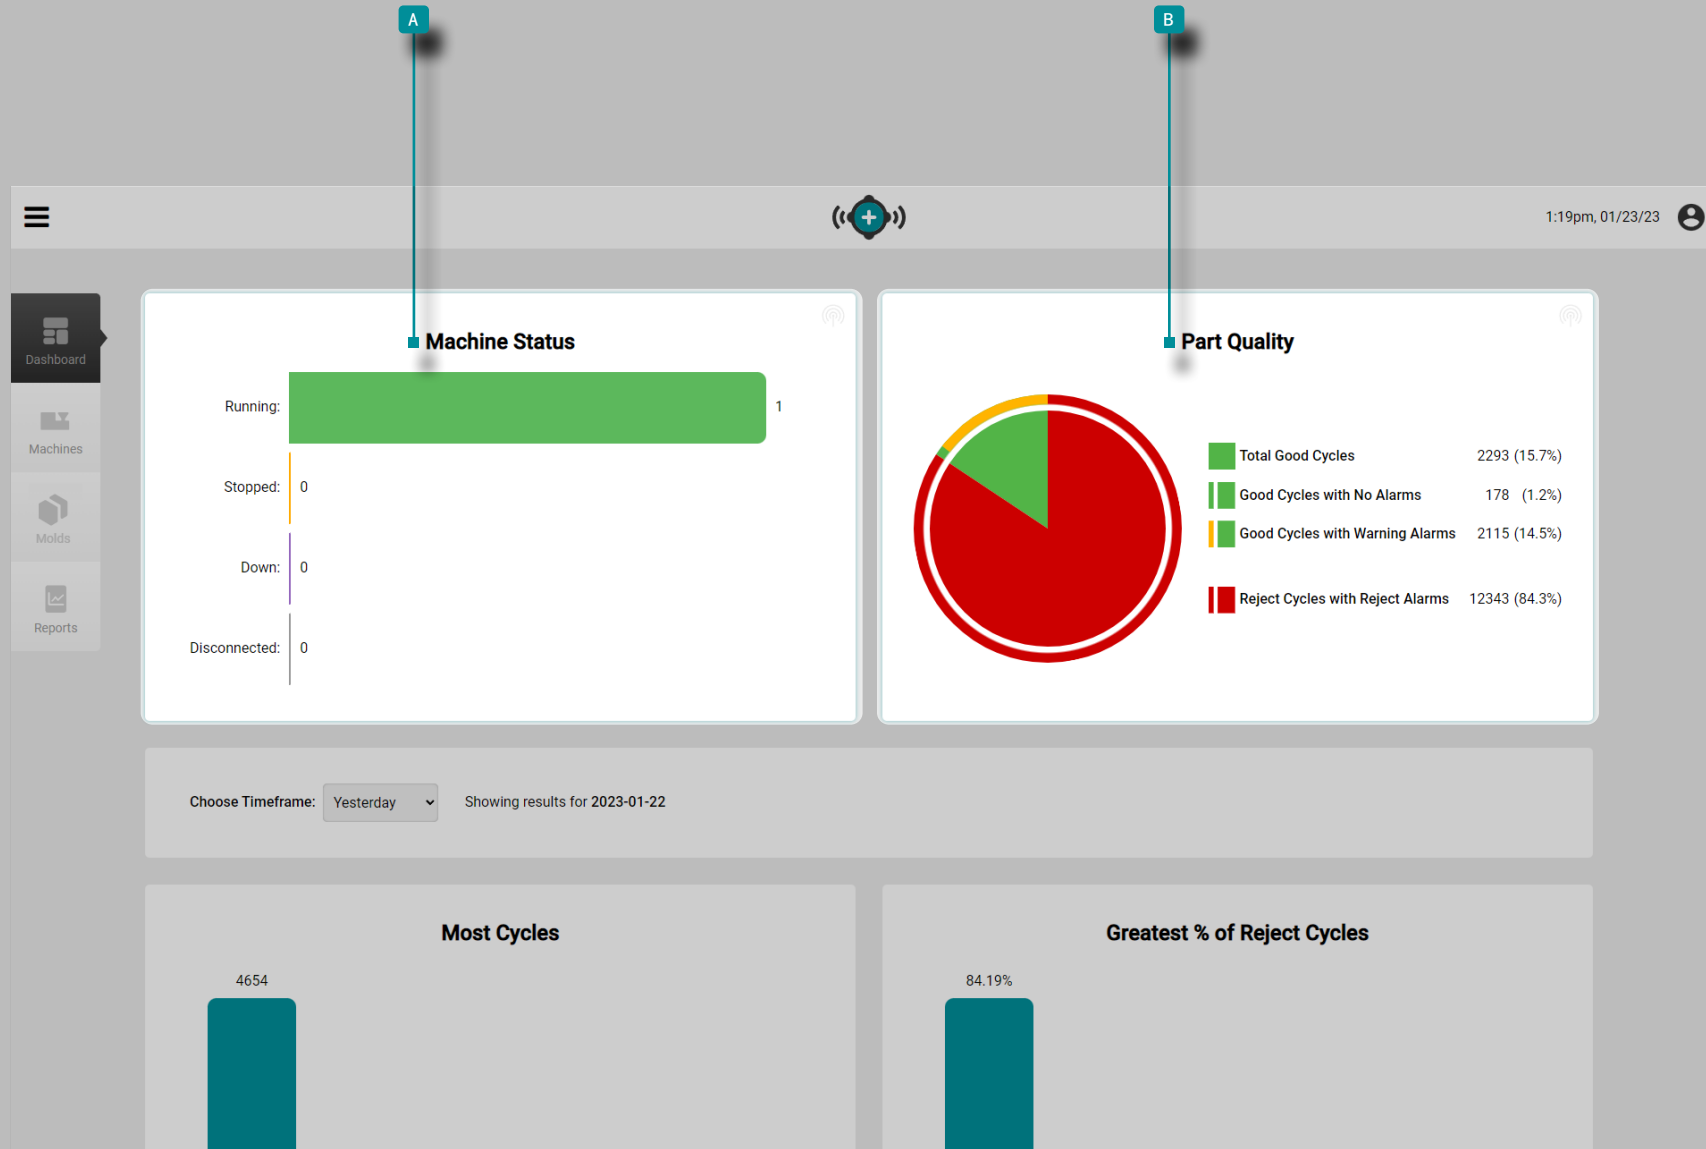 A
B
1:19pm, 01/23/23
Dashboard
Machines
Molds
Reports
Machine Status
Running: 1
Stopped: 0
Down: 0
Disconnected: 0
Part Quality
Total Good Cycles 2293 (15.7%)
Good Cycles with No Alarms 178 (1.2%)
Good Cycles with Warning Alarms 2115 (14.5%)
Reject Cycles with Reject Alarms 12343 (84.3%)
Choose Timeframe: Yesterday Showing results for 2023-01-22
Most Cycles
4654
Greatest % of Reject Cycles
84.19%